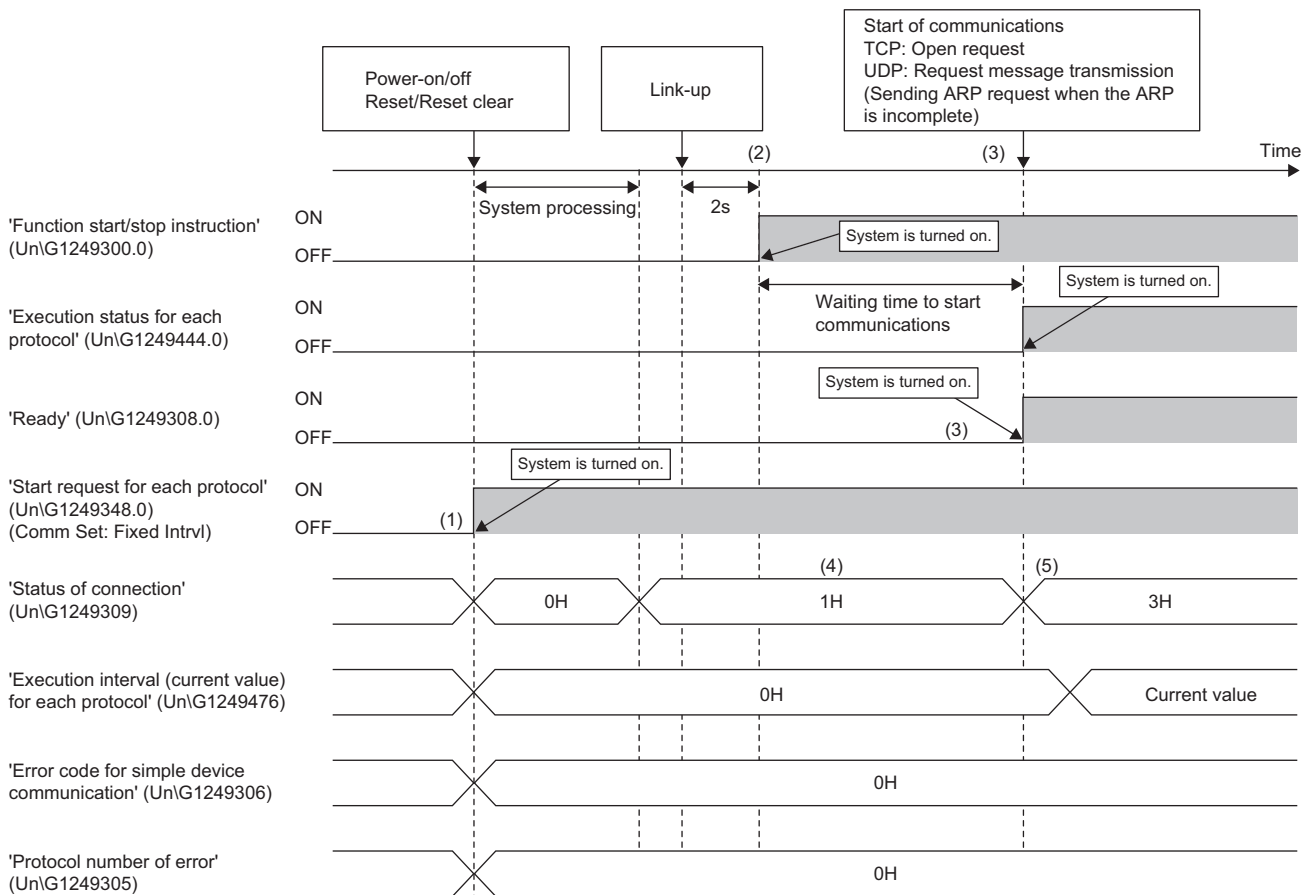 Start of communications
TCP: Open request
UDP: Request message transmission
(Sending ARP request when the ARP
is incomplete)
Power-on/off
Reset/Reset clear
Link-up
(2)
(3)
Time
System processing
2s
'Function start/stop instruction'
(Un\G1249300.0)
ON
OFF
System is turned on.
Waiting time to start
communications
System is turned on.
'Execution status for each
protocol' (Un\G1249444.0)
ON
OFF
System is turned on.
'Ready' (Un\G1249308.0)
ON
OFF
(3)
System is turned on.
'Start request for each protocol'
(Un\G1249348.0)
(Comm Set: Fixed Intrvl)
ON
OFF
(1)
(4)
(5)
'Status of connection'
(Un\G1249309)
0H
1H
3H
'Execution interval (current value)
for each protocol' (Un\G1249476)
0H
Current value
'Error code for simple device
communication' (Un\G1249306)
0H
'Protocol number of error'
(Un\G1249305)
0H